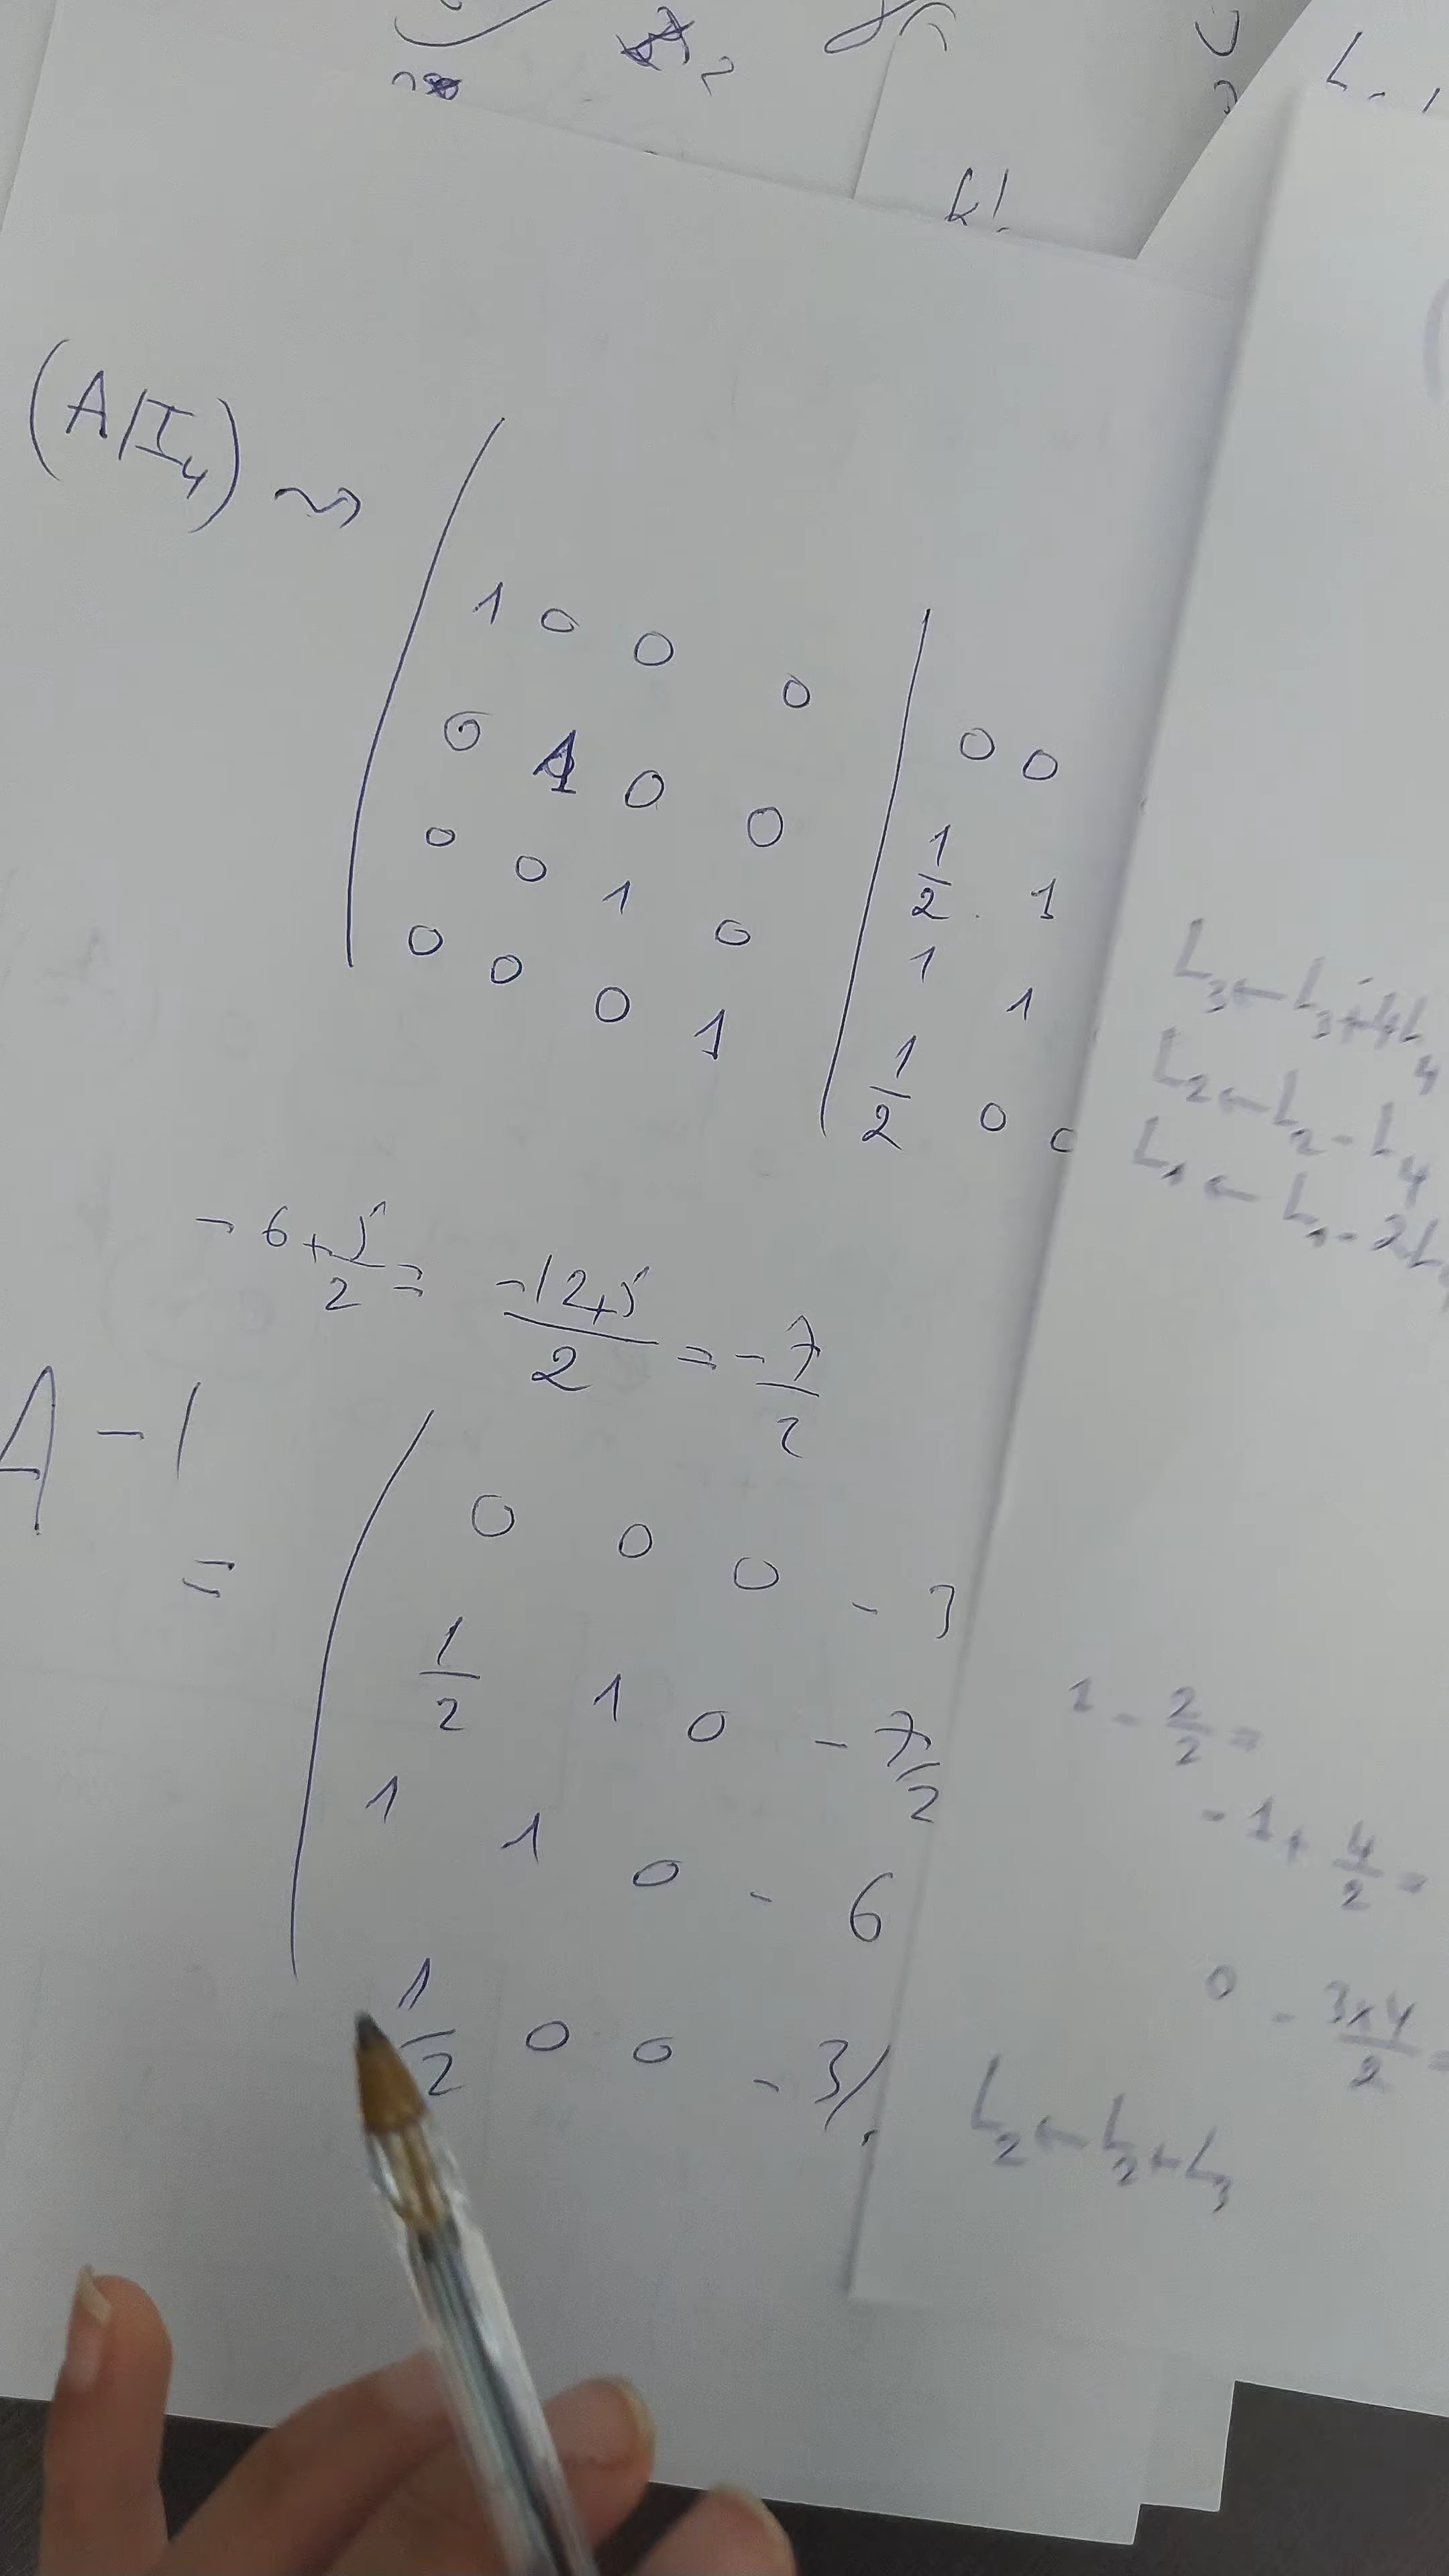 k!
(A/I₄) ⇝
1 0 0 0 | 0 0
0 1 0 0 | 1/2 1
0 0 1 0 | 1 1
0 0 0 1 | 1/2 0 0
L₃ ← L₃ + 4L₄
L₂ ← L₂ - L₄
L₁ ← L₁ - 2L₄
- 6 + 5/2 = (-12+5)/2 = - 7/2
A - 1 =
0 0 0 - 3
1/2 1 0 - 7/2
1 1 0 - 6
1/2 0 0 - 3/
1 - 2/2 =
- 1 + 4/2 =
0 - 3x4/2 =
L₂ ← L₂ + L₃